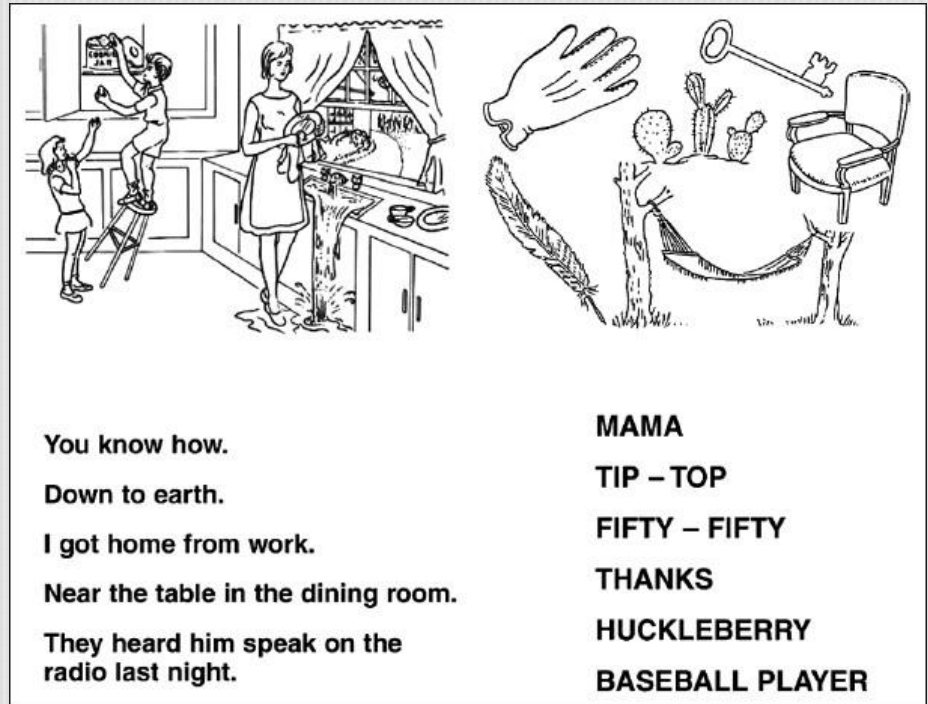 COOKIE
JAR
You know how.
Down to earth.
I got home from work.
Near the table in the dining room.
They heard him speak on the
radio last night.
MAMA
TIP – TOP
FIFTY – FIFTY
THANKS
HUCKLEBERRY
BASEBALL PLAYER